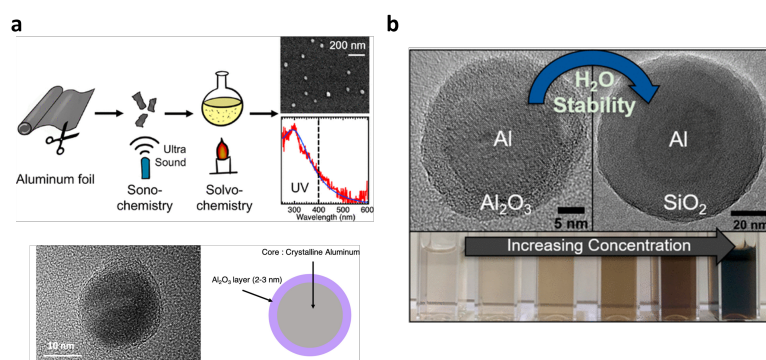 a
200 nm
Ultra
Sound
Aluminum foil
Sono-
chemistry
Solvo-
chemistry
UV
300 400 500 600
Wavelength (nm)
Core : Crystalline Aluminum
Al₂O₃ layer (2-3 nm)
10 nm
b
H₂O
Stability
Al
Al
Al₂O₃
SiO₂
5 nm
20 nm
Increasing Concentration